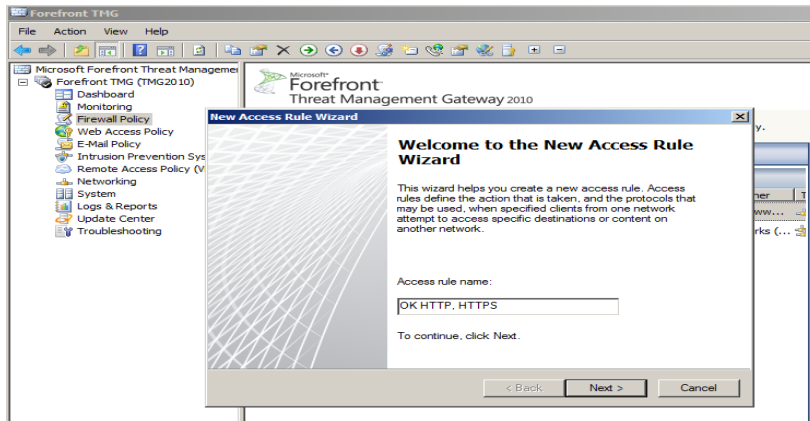 Forefront TMG
File Action View Help
Microsoft Forefront Threat Managemen
Forefront TMG (TMG2010)
Dashboard
Monitoring
Firewall Policy
Web Access Policy
E-Mail Policy
Intrusion Prevention Sys
Remote Access Policy (V
Networking
System
Logs & Reports
Update Center
Troubleshooting
Microsoft
Forefront
Threat Management Gateway 2010
y.
ner
ww...
rks (...
New Access Rule Wizard
Welcome to the New Access Rule
Wizard
This wizard helps you create a new access rule. Access
rules define the action that is taken, and the protocols that
may be used, when specified clients from one network
attempt to access specific destinations or content on
another network.
Access rule name:
OK HTTP, HTTPS
To continue, click Next.
< Back Next > Cancel